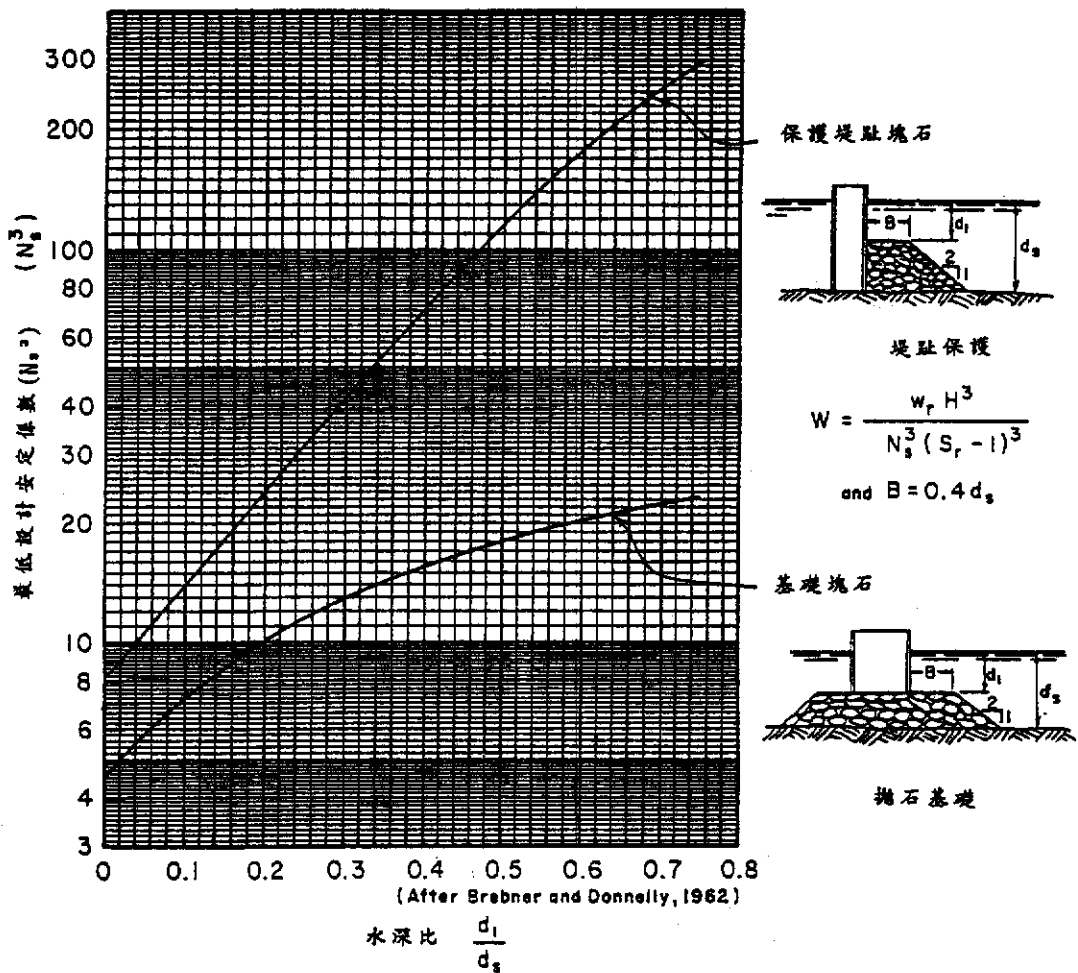 300
200
100
80
60
40
30
20
10
8
6
4
3
最低設計安定係數(Ns³) (Ns³)
0 0.1 0.2 0.3 0.4 0.5 0.6 0.7 0.8
(After Brebner and Donnelly, 1962)
水深比 d₁/ds
保護堤趾塊石
B
d₁
ds
2
1
堤趾保護
W = wr H³ / Ns³ (Sr - 1)³
and B = 0.4 ds
基礎塊石
B
d₁
ds
2
1
拋石基礎